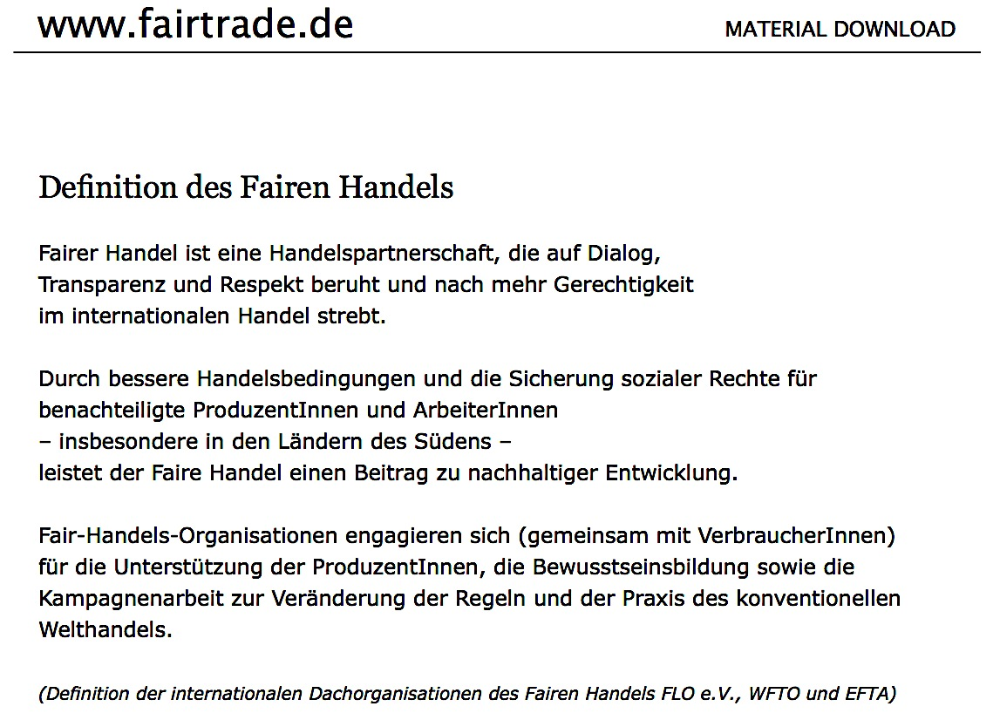 www.fairtrade.de
MATERIAL DOWNLOAD
Definition des Fairen Handels
Fairer Handel ist eine Handelspartnerschaft, die auf Dialog,
Transparenz und Respekt beruht und nach mehr Gerechtigkeit
im internationalen Handel strebt.
Durch bessere Handelsbedingungen und die Sicherung sozialer Rechte für
benachteiligte ProduzentInnen und ArbeiterInnen
– insbesondere in den Ländern des Südens –
leistet der Faire Handel einen Beitrag zu nachhaltiger Entwicklung.
Fair-Handels-Organisationen engagieren sich (gemeinsam mit VerbraucherInnen)
für die Unterstützung der ProduzentInnen, die Bewusstseinsbildung sowie die
Kampagnenarbeit zur Veränderung der Regeln und der Praxis des konventionellen
Welthandels.
(Definition der internationalen Dachorganisationen des Fairen Handels FLO e.V., WFTO und EFTA)